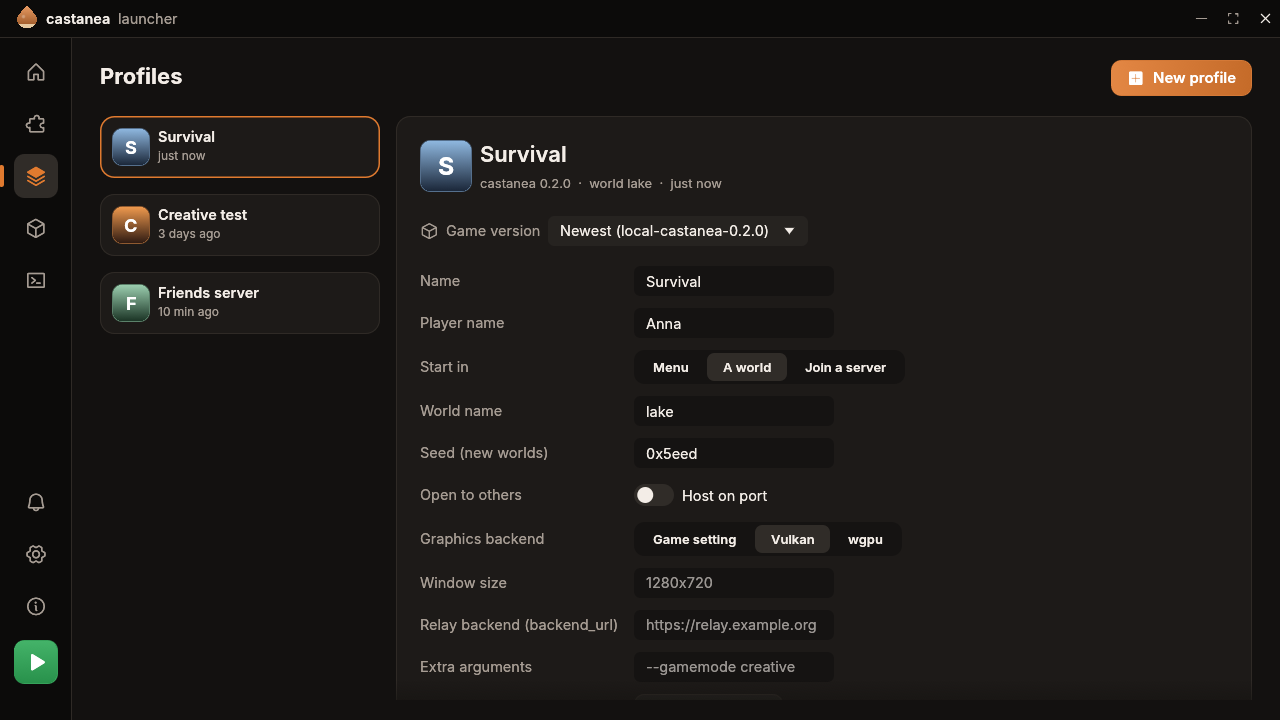 castanea launcher
Profiles
New profile
S
Survival
just now
C
Creative test
3 days ago
F
Friends server
10 min ago
S
Survival
castanea 0.2.0 · world lake · just now
Game version Newest (local-castanea-0.2.0)
Name Survival
Player name Anna
Start in Menu A world Join a server
World name lake
Seed (new worlds) 0x5eed
Open to others Host on port
Graphics backend Game setting Vulkan wgpu
Window size 1280x720
Relay backend (backend_url) https://relay.example.org
Extra arguments --gamemode creative